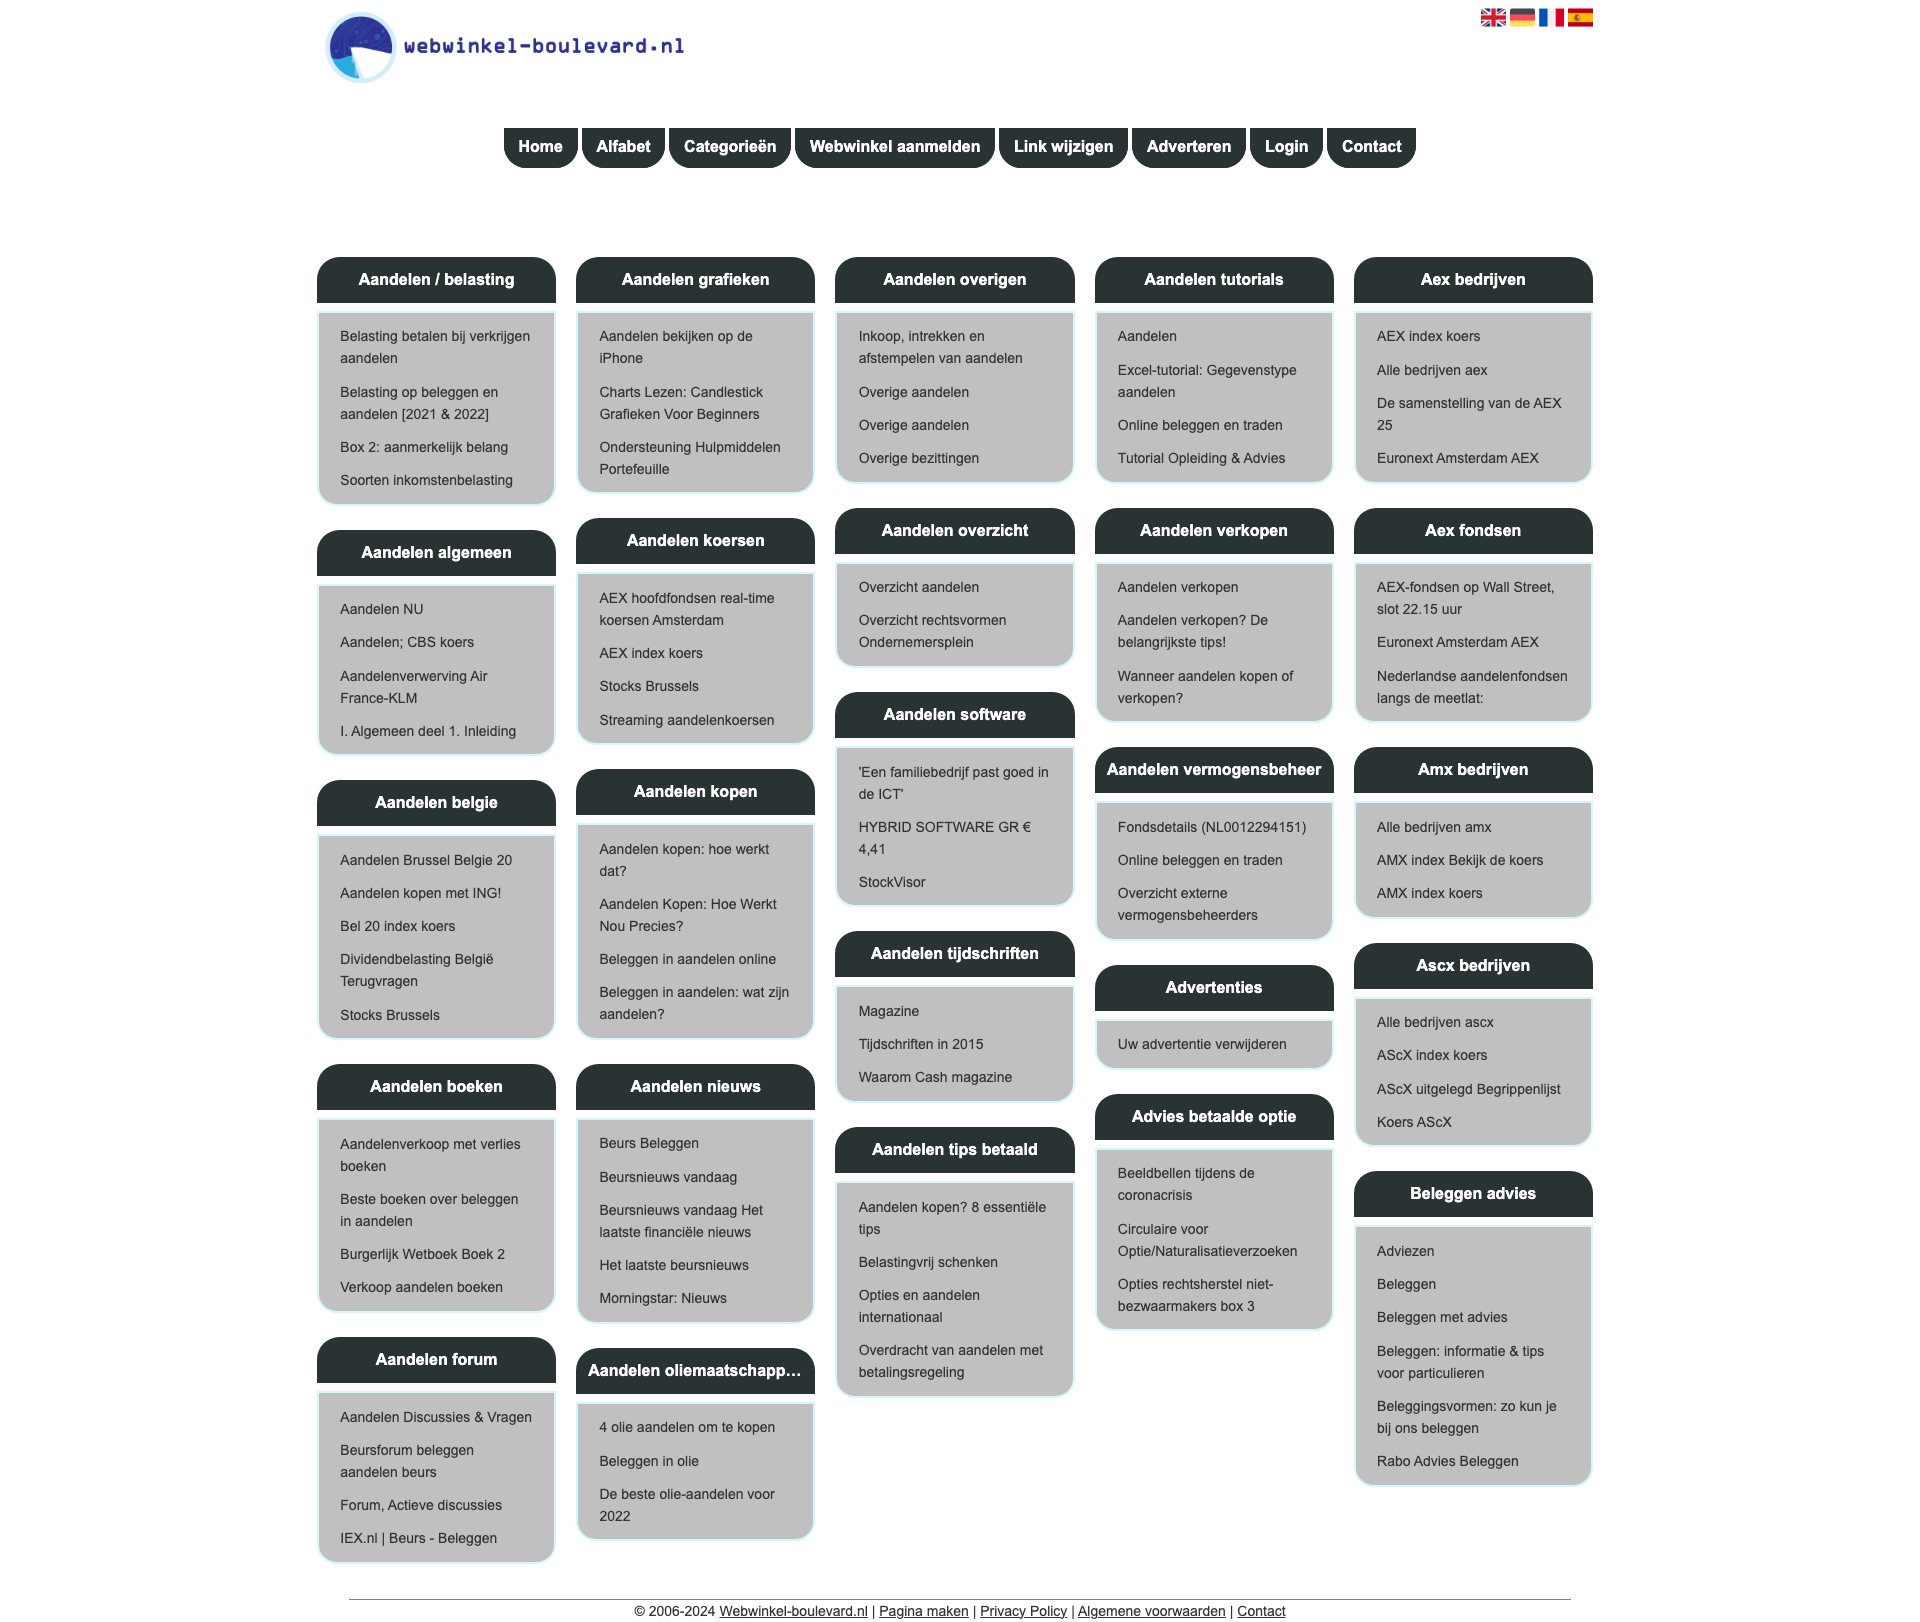 webwinkel-boulevard.nl
Home
Alfabet
Categorieën
Webwinkel aanmelden
Link wijzigen
Adverteren
Login
Contact
Aandelen / belasting
Belasting betalen bij verkrijgen
aandelen
Belasting op beleggen en
aandelen [2021 & 2022]
Box 2: aanmerkelijk belang
Soorten inkomstenbelasting
Aandelen algemeen
Aandelen NU
Aandelen; CBS koers
Aandelenverwerving Air
France-KLM
I. Algemeen deel 1. Inleiding
Aandelen belgie
Aandelen Brussel Belgie 20
Aandelen kopen met ING!
Bel 20 index koers
Dividendbelasting België
Terugvragen
Stocks Brussels
Aandelen boeken
Aandelenverkoop met verlies
boeken
Beste boeken over beleggen
in aandelen
Burgerlijk Wetboek Boek 2
Verkoop aandelen boeken
Aandelen forum
Aandelen Discussies & Vragen
Beursforum beleggen
aandelen beurs
Forum, Actieve discussies
IEX.nl | Beurs - Beleggen
Aandelen grafieken
Aandelen bekijken op de
iPhone
Charts Lezen: Candlestick
Grafieken Voor Beginners
Ondersteuning Hulpmiddelen
Portefeuille
Aandelen koersen
AEX hoofdfondsen real-time
koersen Amsterdam
AEX index koers
Stocks Brussels
Streaming aandelenkoersen
Aandelen kopen
Aandelen kopen: hoe werkt
dat?
Aandelen Kopen: Hoe Werkt
Nou Precies?
Beleggen in aandelen online
Beleggen in aandelen: wat zijn
aandelen?
Aandelen nieuws
Beurs Beleggen
Beursnieuws vandaag
Beursnieuws vandaag Het
laatste financiële nieuws
Het laatste beursnieuws
Morningstar: Nieuws
Aandelen oliemaatschapp...
4 olie aandelen om te kopen
Beleggen in olie
De beste olie-aandelen voor
2022
Aandelen overigen
Inkoop, intrekken en
afstempelen van aandelen
Overige aandelen
Overige aandelen
Overige bezittingen
Aandelen overzicht
Overzicht aandelen
Overzicht rechtsvormen
Ondernemersplein
Aandelen software
'Een familiebedrijf past goed in
de ICT'
HYBRID SOFTWARE GR €
4,41
StockVisor
Aandelen tijdschriften
Magazine
Tijdschriften in 2015
Waarom Cash magazine
Aandelen tips betaald
Aandelen kopen? 8 essentiële
tips
Belastingvrij schenken
Opties en aandelen
internationaal
Overdracht van aandelen met
betalingsregeling
Aandelen tutorials
Aandelen
Excel-tutorial: Gegevenstype
aandelen
Online beleggen en traden
Tutorial Opleiding & Advies
Aandelen verkopen
Aandelen verkopen
Aandelen verkopen? De
belangrijkste tips!
Wanneer aandelen kopen of
verkopen?
Aandelen vermogensbeheer
Fondsdetails (NL0012294151)
Online beleggen en traden
Overzicht externe
vermogensbeheerders
Advertenties
Uw advertentie verwijderen
Advies betaalde optie
Beeldbellen tijdens de
coronacrisis
Circulaire voor
Optie/Naturalisatieverzoeken
Opties rechtsherstel niet-
bezwaarmakers box 3
Aex bedrijven
AEX index koers
Alle bedrijven aex
De samenstelling van de AEX
25
Euronext Amsterdam AEX
Aex fondsen
AEX-fondsen op Wall Street,
slot 22.15 uur
Euronext Amsterdam AEX
Nederlandse aandelenfondsen
langs de meetlat:
Amx bedrijven
Alle bedrijven amx
AMX index Bekijk de koers
AMX index koers
Ascx bedrijven
Alle bedrijven ascx
AScX index koers
AScX uitgelegd Begrippenlijst
Koers AScX
Beleggen advies
Adviezen
Beleggen
Beleggen met advies
Beleggen: informatie & tips
voor particulieren
Beleggingsvormen: zo kun je
bij ons beleggen
Rabo Advies Beleggen
© 2006-2024 Webwinkel-boulevard.nl | Pagina maken | Privacy Policy | Algemene voorwaarden | Contact